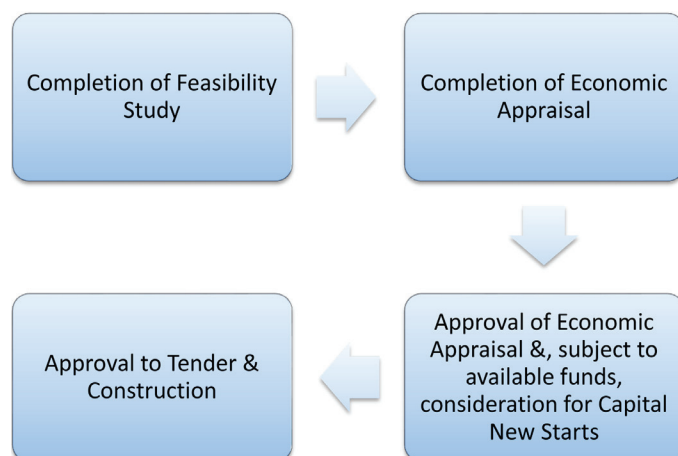 Completion of Feasibility
Study
Completion of Economic
Appraisal
Approval of Economic
Appraisal &, subject to
available funds,
consideration for Capital
New Starts
Approval to Tender &
Construction